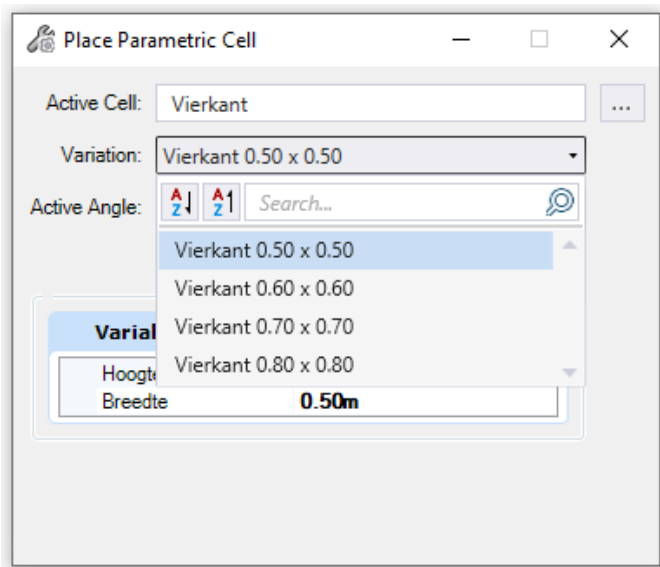 Place Parametric Cell
Active Cell: Vierkant ...
Variation: Vierkant 0.50 x 0.50
Active Angle: Search...
Vierkant 0.50 x 0.50
Vierkant 0.60 x 0.60
Vierkant 0.70 x 0.70
Vierkant 0.80 x 0.80
Breedte 0.50m